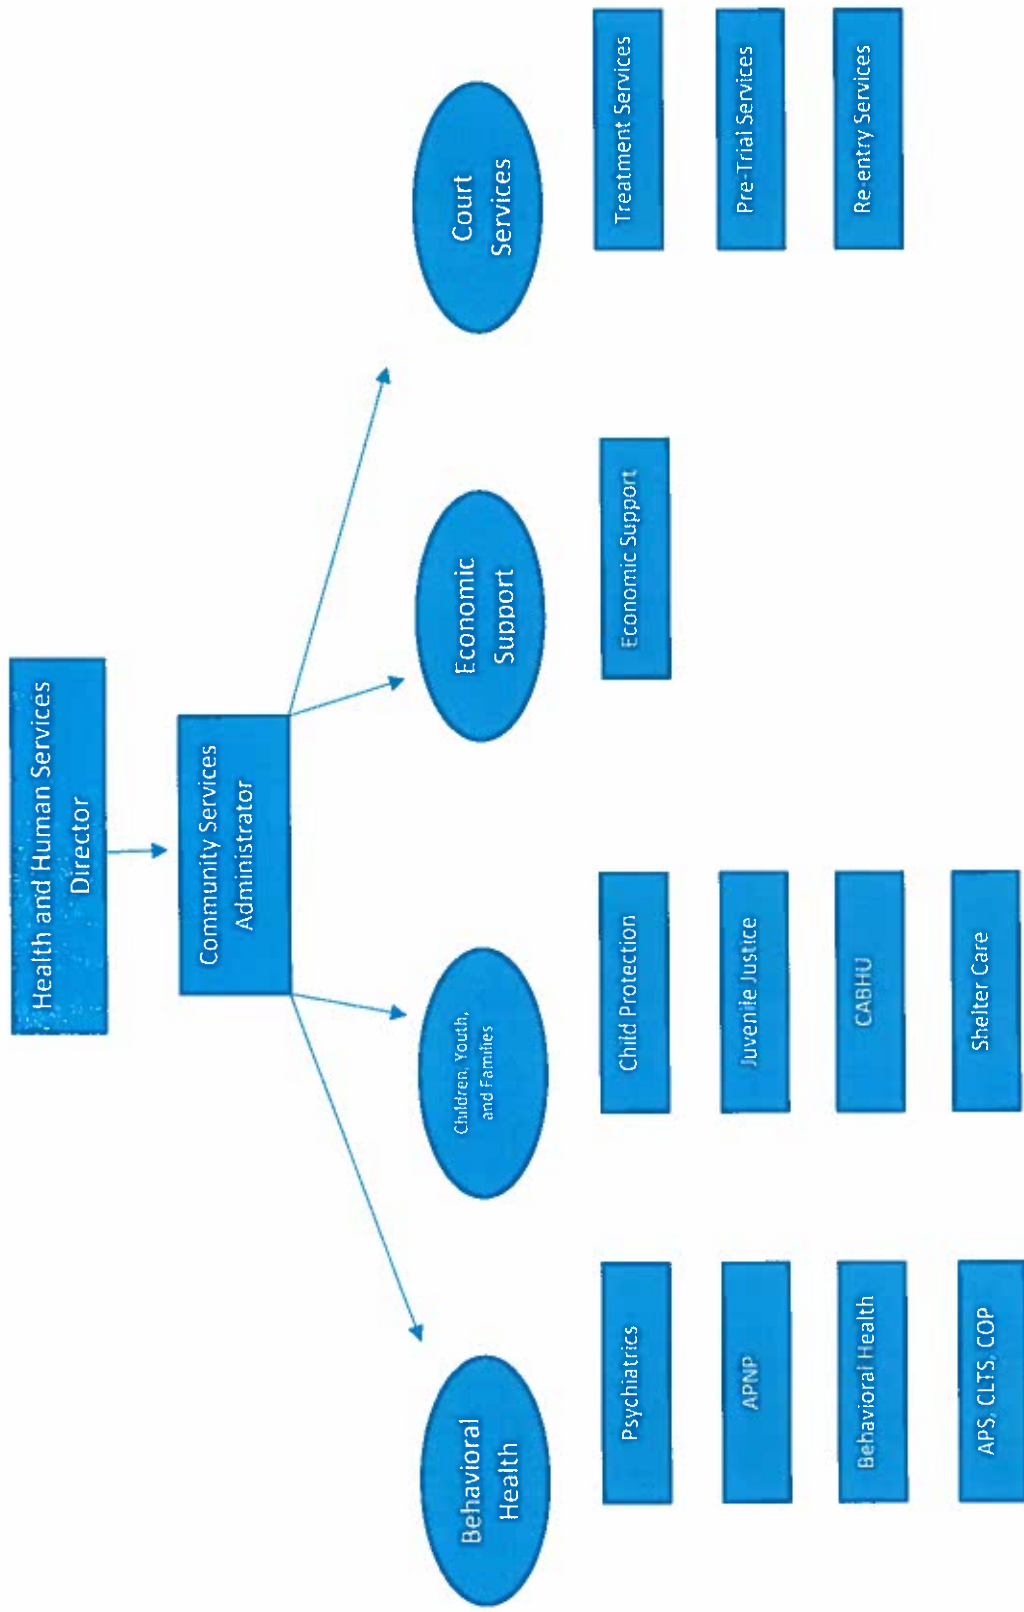 Health and Human Services
Director
Community Services
Administrator
Behavioral
Health
Children, Youth,
and Families
Economic
Support
Court
Services
Psychiatrics
APNP
Behavioral Health
APS, CLTS, COP
Child Protection
Juvenile Justice
CABHU
Shelter Care
Economic Support
Treatment Services
Pre-Trial Services
Re-entry Services